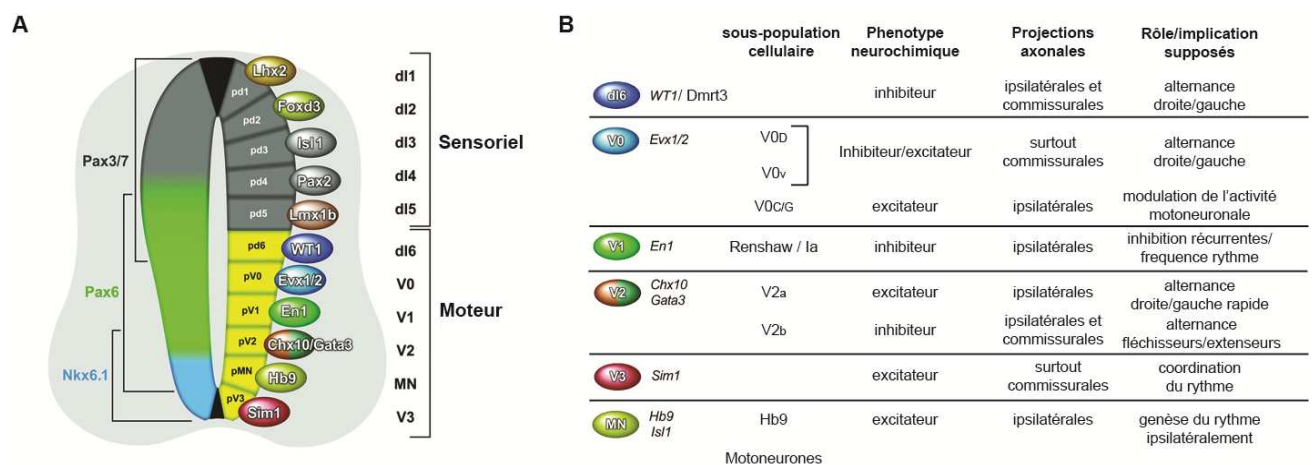 A
Pax3/7
Pax6
Nkx6.1
pd1
pd2
pd3
pd4
pd5
pd6
pV0
pV1
pV2
pMN
pV3
Lhx2
Foxd3
Isl1
Pax2
Lmx1b
WT1
Evx1/2
En1
Chx10/Gata3
Hb9
Sim1
dI1
dI2
dI3
dI4
dI5
dI6
V0
V1
V2
MN
V3
Sensoriel
Moteur
B
sous-population cellulaire
Phenotype neurochimique
Projections axonales
Rôle/implication supposés
dI6 WT1/ Dmrt3 inhibiteur ipsilatérales et commissurales alternance droite/gauche
V0 Evx1/2 V0D V0v Inhibiteur/excitateur surtout commissurales alternance droite/gauche
V0C/G excitateur ipsilatérales modulation de l'activité motoneuronale
V1 En1 Renshaw / Ia inhibiteur ipsilatérales inhibition récurrentes/ frequence rythme
V2 Chx10 Gata3 V2a excitateur ipsilatérales alternance droite/gauche rapide
V2b inhibiteur ipsilatérales et commissurales alternance fléchisseurs/extenseurs
V3 Sim1 excitateur surtout commissurales coordination du rythme
MN Hb9 Isl1 Hb9 excitateur ipsilatérales genèse du rythme ipsilatéralement
Motoneurones